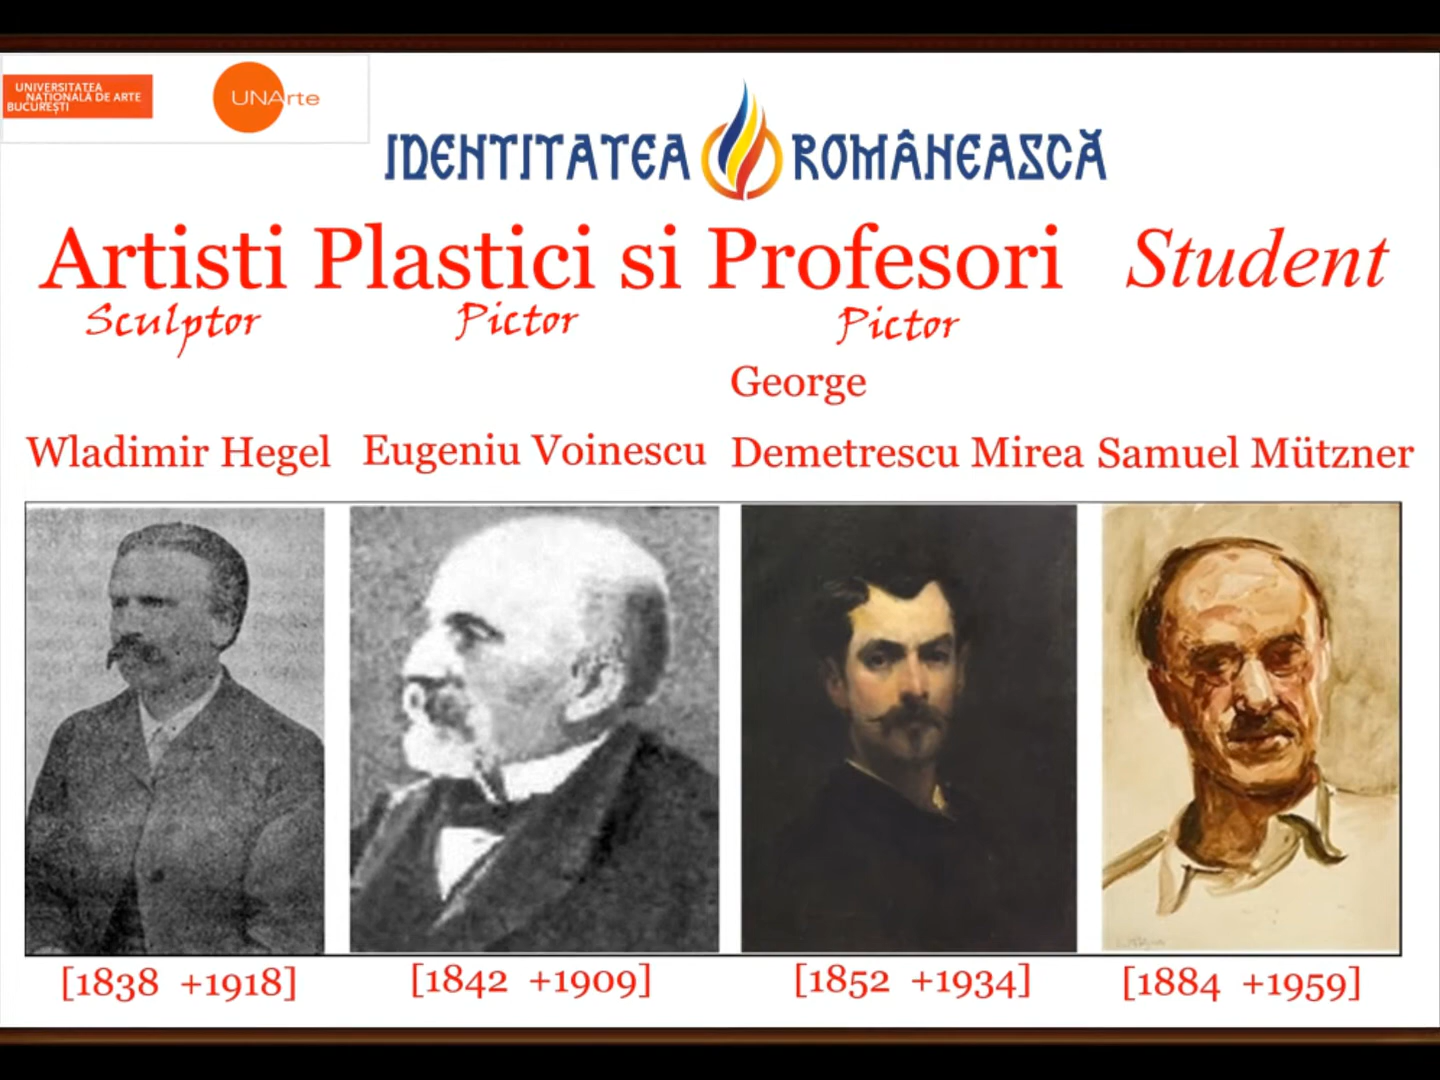 UNIVERSITATEA
NAȚIONALĂ DE ARTE
BUCUREȘTI
UNArte
IDENTITATEA ROMÂNEASCĂ
Artisti Plastici si Profesori Student
Sculptor Pictor Pictor
George
Wladimir Hegel Eugeniu Voinescu Demetrescu Mirea Samuel Mützner
[1838 +1918] [1842 +1909] [1852 +1934] [1884 +1959]